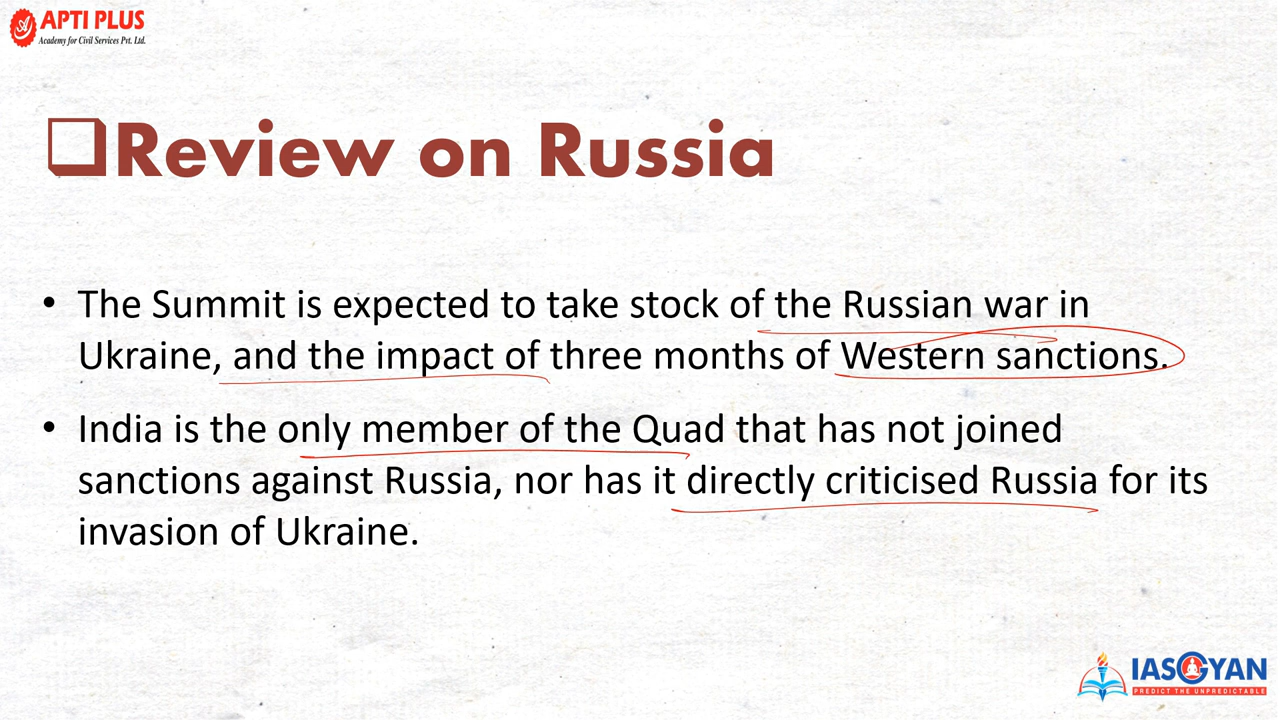 APTI PLUS
Academy for Civil Services Pvt. Ltd.
Review on Russia
• The Summit is expected to take stock of the Russian war in
Ukraine, and the impact of three months of Western sanctions.
• India is the only member of the Quad that has not joined
sanctions against Russia, nor has it directly criticised Russia for its
invasion of Ukraine.
IASGYAN
PREDICT THE UNPREDICTABLE